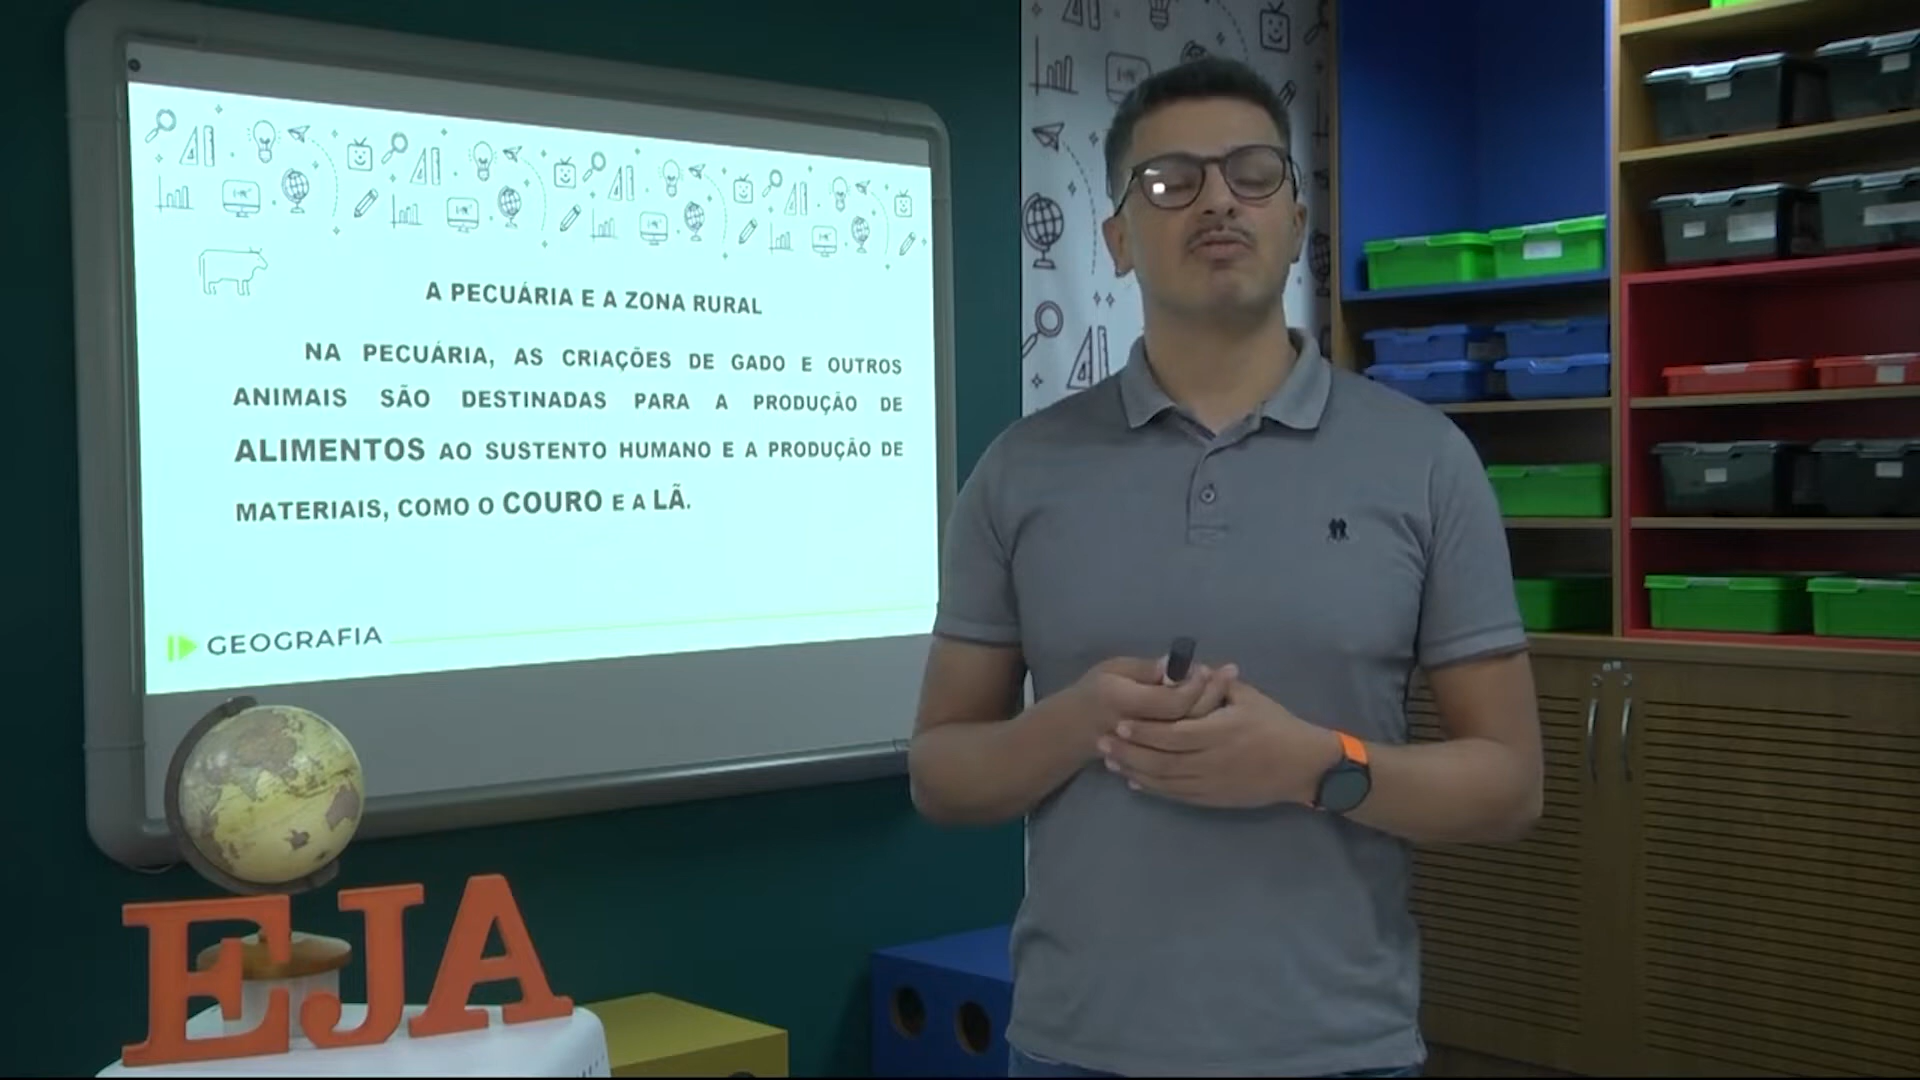 A PECUÁRIA E A ZONA RURAL
NA PECUÁRIA, AS CRIAÇÕES DE GADO E OUTROS
ANIMAIS SÃO DESTINADAS PARA A PRODUÇÃO DE
ALIMENTOS AO SUSTENTO HUMANO E A PRODUÇÃO DE
MATERIAIS, COMO O COURO E A LÃ.
GEOGRAFIA
EJA